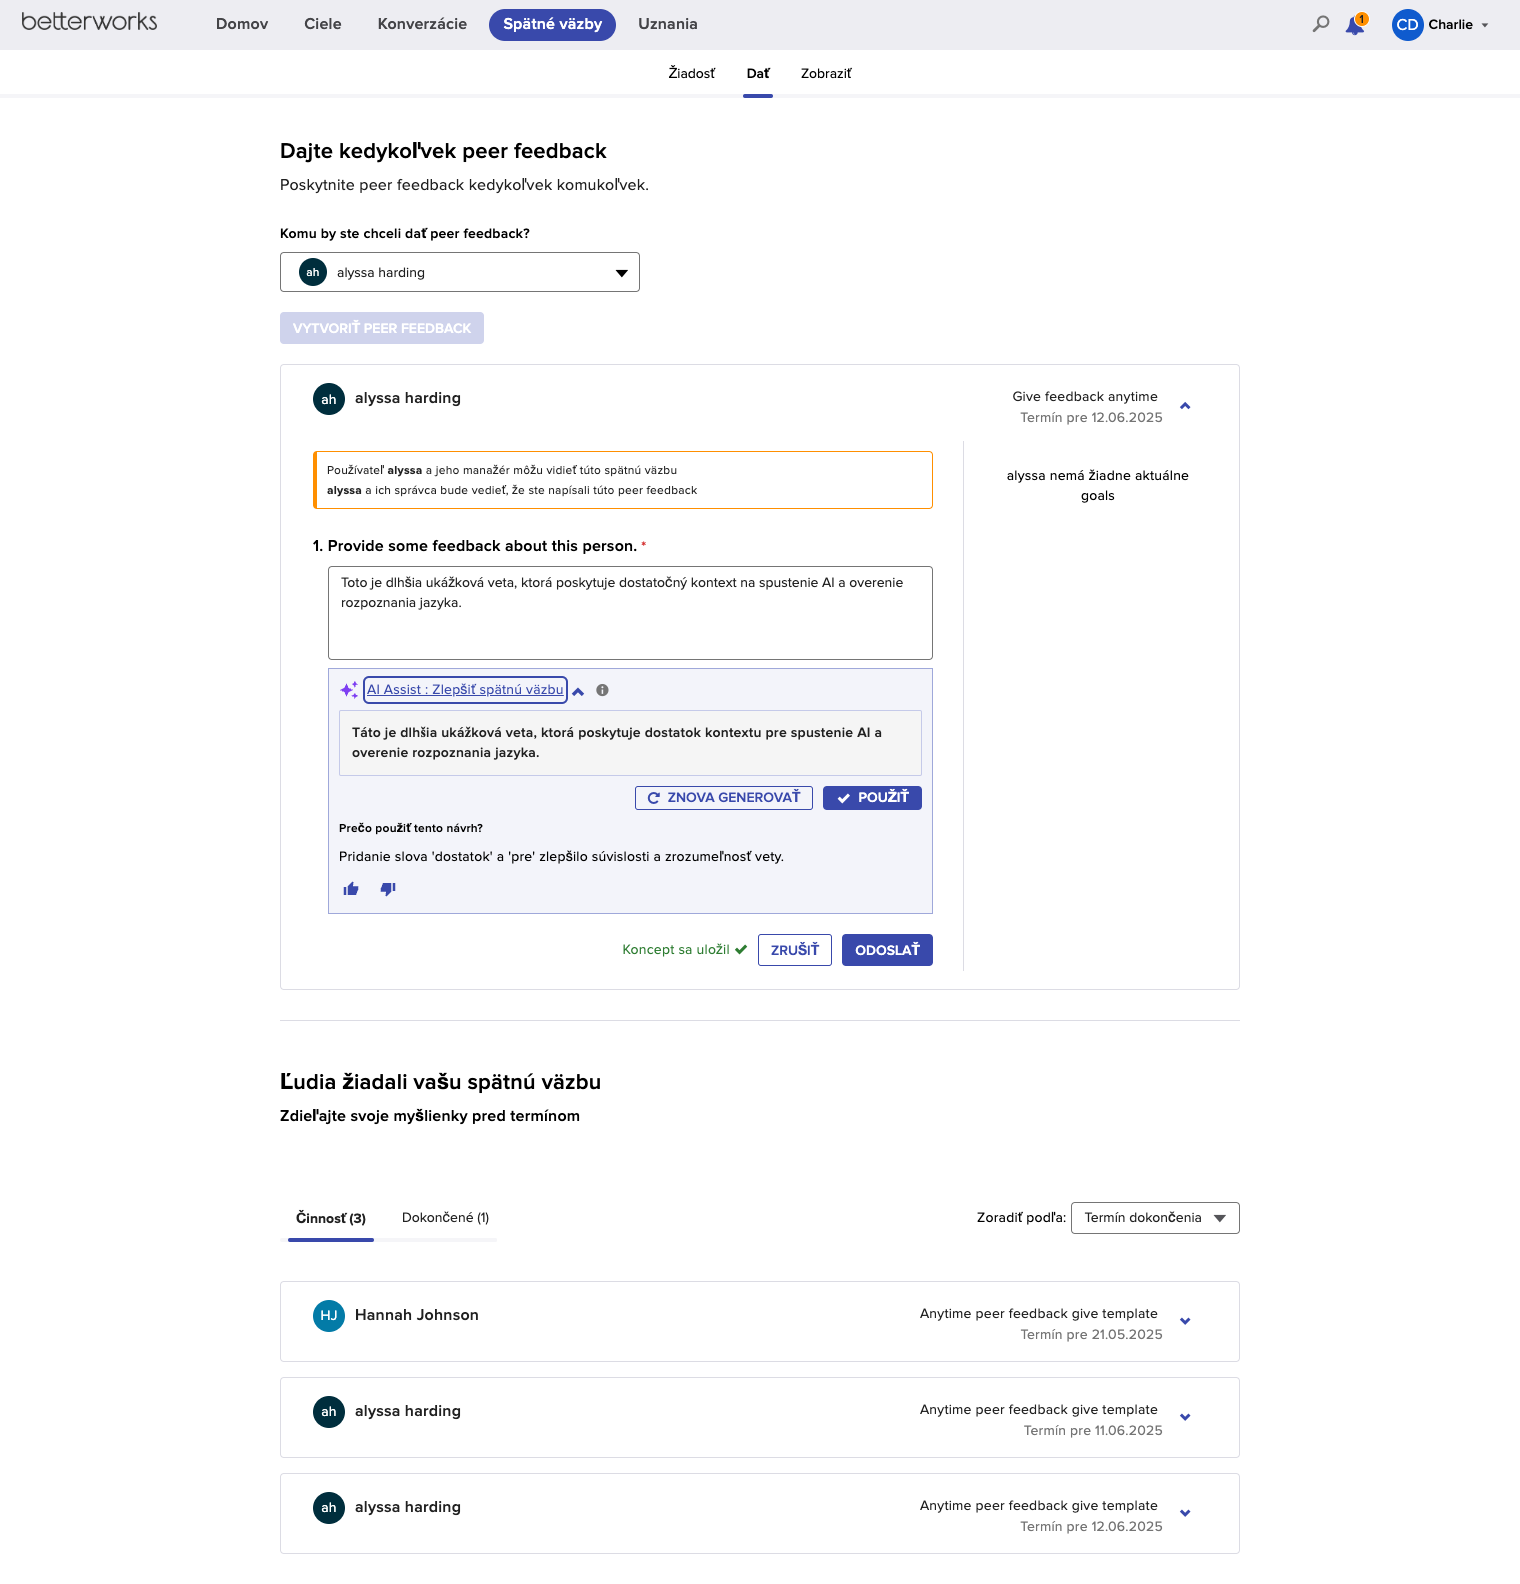 betterworks
Domov Ciele Konverzácie Spätné väzby Uznania
1 CD Charlie
Žiadosť Dať Zobraziť
Dajte kedykoľvek peer feedback
Poskytnite peer feedback kedykoľvek komukoľvek.
Komu by ste chceli dať peer feedback?
ah alyssa harding
VYTVORIŤ PEER FEEDBACK
ah alyssa harding
Give feedback anytime
Termín pre 12.06.2025
Používateľ alyssa a jeho manažér môžu vidieť túto spätnú väzbu
alyssa a ich správca bude vedieť, že ste napísali túto peer feedback
alyssa nemá žiadne aktuálne
goals
1. Provide some feedback about this person. *
Toto je dlhšia ukážková veta, ktorá poskytuje dostatočný kontext na spustenie AI a overenie
rozpoznania jazyka.
AI Assist : Zlepšiť spätnú väzbu
Táto je dlhšia ukážková veta, ktorá poskytuje dostatok kontextu pre spustenie AI a
overenie rozpoznania jazyka.
ZNOVA GENEROVAŤ POUŽIŤ
Prečo použiť tento návrh?
Pridanie slova 'dostatok' a 'pre' zlepšilo súvislosti a zrozumeľnosť vety.
Koncept sa uložil ZRUŠIŤ ODOSLAŤ
Ľudia žiadali vašu spätnú väzbu
Zdieľajte svoje myšlienky pred termínom
Činnosť (3) Dokončené (1)
Zoradiť podľa: Termín dokončenia
HJ Hannah Johnson
Anytime peer feedback give template
Termín pre 21.05.2025
ah alyssa harding
Anytime peer feedback give template
Termín pre 11.06.2025
ah alyssa harding
Anytime peer feedback give template
Termín pre 12.06.2025